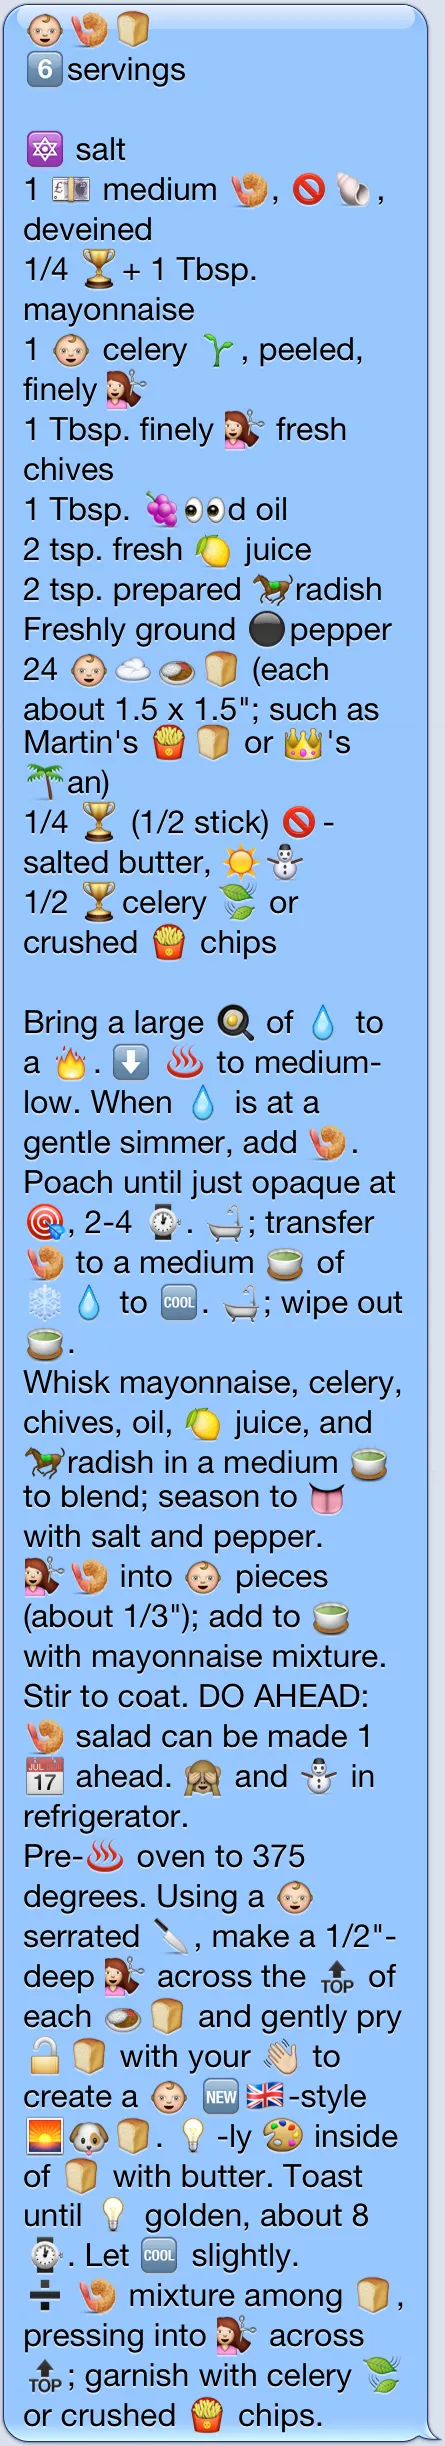 👶🍤🍞
6️⃣servings
🔯 salt
1 💷 medium 🍤, 🚫🐚,
deveined
1/4 🏆+ 1 Tbsp.
mayonnaise
1 👶 celery 🌱, peeled,
finely 💇
1 Tbsp. finely 💇 fresh
chives
1 Tbsp. 🍇👀d oil
2 tsp. fresh 🍋 juice
2 tsp. prepared 🐎radish
Freshly ground ⚫pepper
24 👶☁️🍛🍞 (each
about 1.5 x 1.5"; such as
Martin's 🍟🍞 or 👑's
🌴an)
1/4 🏆 (1/2 stick) 🚫-
salted butter, ☀️⛄
1/2 🏆celery 🍃 or
crushed 🍟 chips
Bring a large 🍳 of 💧 to
a 🔥. ⬇️ ♨️ to medium-
low. When 💧 is at a
gentle simmer, add 🍤.
Poach until just opaque at
🎯, 2-4 ⌚. 🛁; transfer
🍤 to a medium 🍵 of
❄️💧 to 🆒. 🛁; wipe out
🍵.
Whisk mayonnaise, celery,
chives, oil, 🍋 juice, and
🐎radish in a medium 🍵
to blend; season to 👅
with salt and pepper.
💇🍤 into 👶 pieces
(about 1/3"); add to 🍵
with mayonnaise mixture.
Stir to coat. DO AHEAD:
🍤 salad can be made 1
📅 ahead. 🙈 and ⛄ in
refrigerator.
Pre-♨️ oven to 375
degrees. Using a 👶
serrated 🔪, make a 1/2"-
deep 💇 across the 🔝 of
each 🍛🍞 and gently pry
🔓🍞 with your 👋 to
create a 👶 🆕🇬🇧-style
🌅🐶🍞. 💡-ly 🎨 inside
of 🍞 with butter. Toast
until 💡 golden, about 8
⌚. Let 🆒 slightly.
➗ 🍤 mixture among 🍞,
pressing into 💇 across
🔝; garnish with celery 🍃
or crushed 🍟 chips.